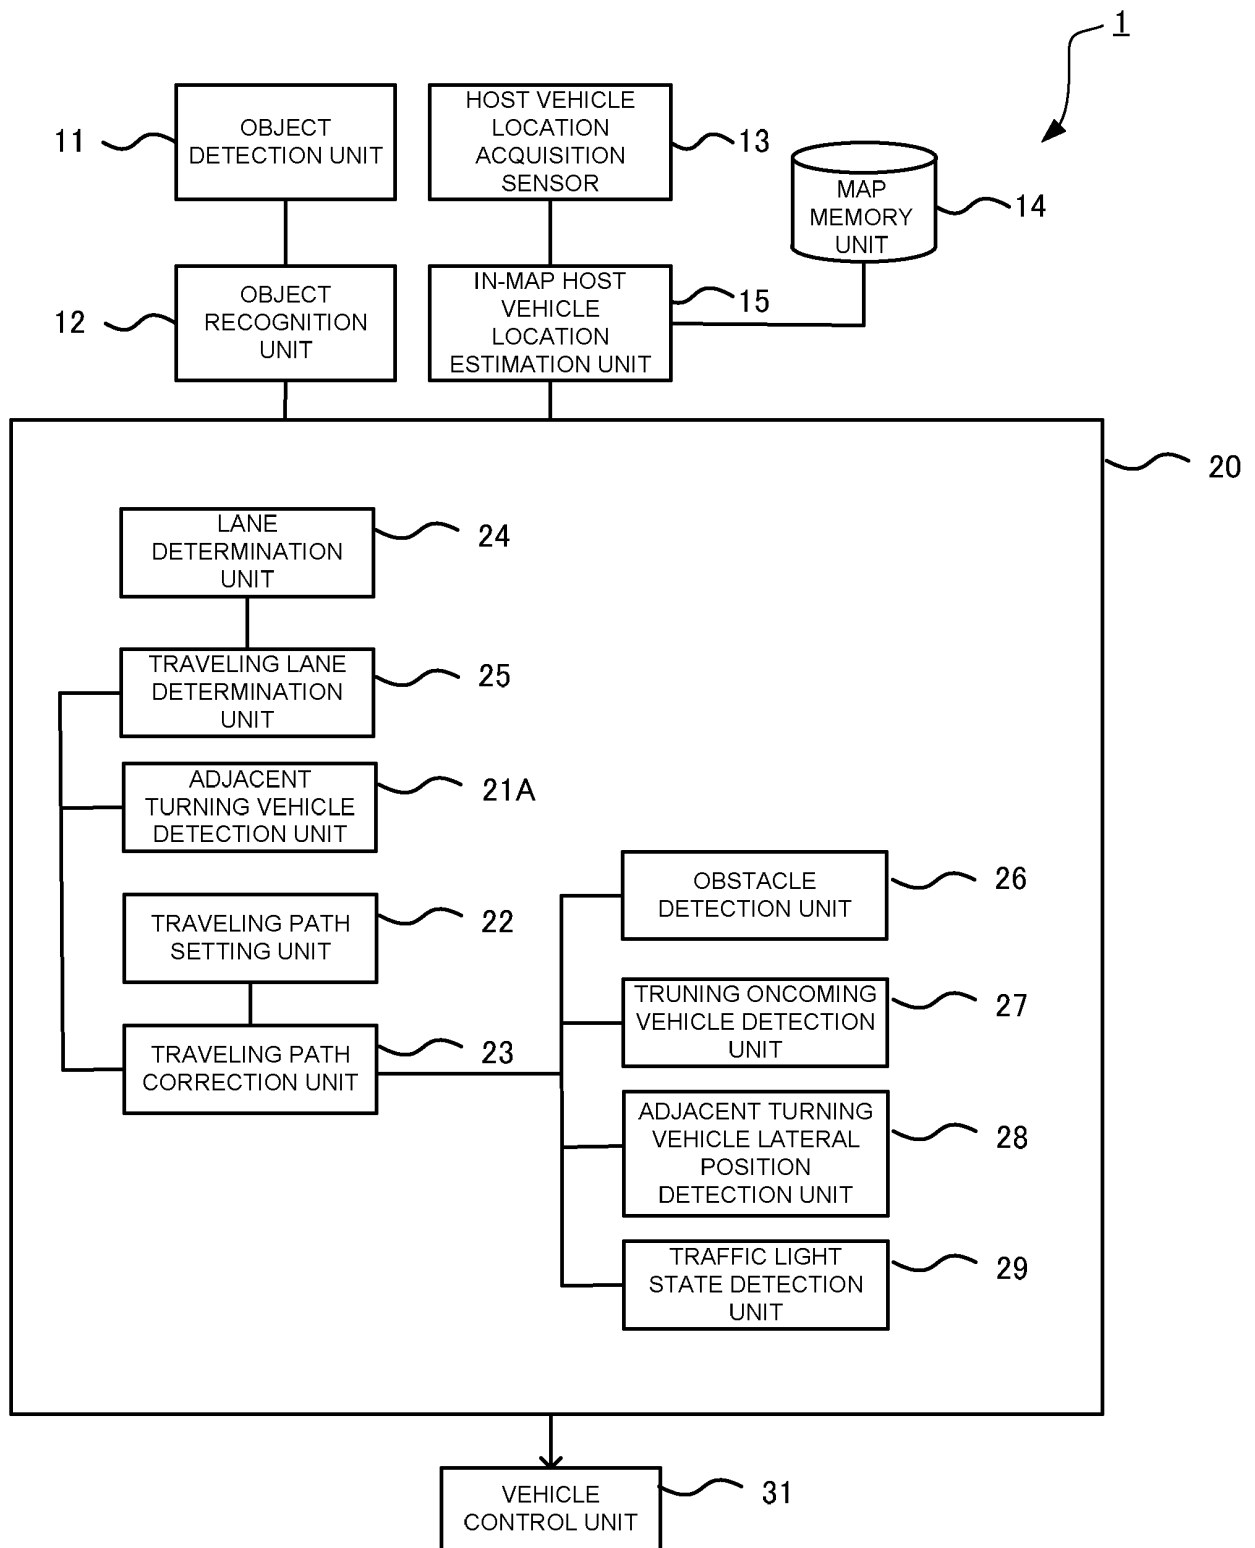 1
OBJECT
DETECTION UNIT
11
HOST VEHICLE
LOCATION
ACQUISITION
SENSOR
13
MAP
MEMORY
UNIT
14
OBJECT
RECOGNITION
UNIT
12
IN-MAP HOST
VEHICLE
LOCATION
ESTIMATION UNIT
15
20
LANE
DETERMINATION
UNIT
24
TRAVELING LANE
DETERMINATION
UNIT
25
ADJACENT
TURNING VEHICLE
DETECTION UNIT
21A
TRAVELING PATH
SETTING UNIT
22
TRAVELING PATH
CORRECTION UNIT
23
OBSTACLE
DETECTION UNIT
26
TRUNING ONCOMING
VEHICLE DETECTION
UNIT
27
ADJACENT TURNING
VEHICLE LATERAL
POSITION
DETECTION UNIT
28
TRAFFIC LIGHT
STATE DETECTION
UNIT
29
VEHICLE
CONTROL UNIT
31